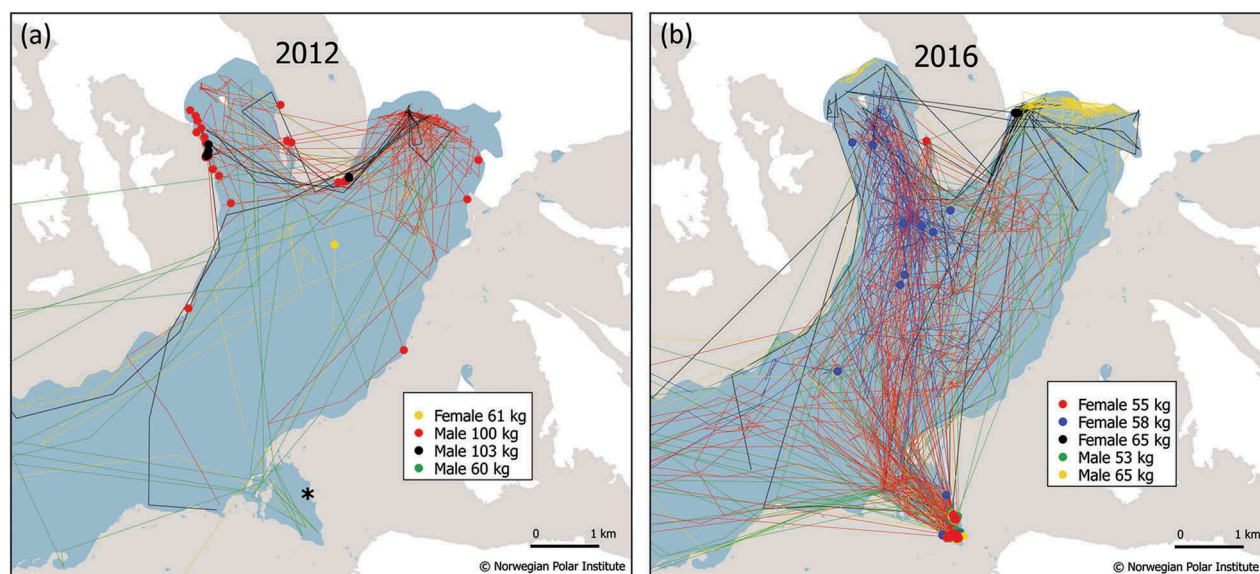 (a)
2012
Female 61 kg
Male 100 kg
Male 103 kg
Male 60 kg
*
0 1 km
© Norwegian Polar Institute
(b)
2016
Female 55 kg
Female 58 kg
Female 65 kg
Male 53 kg
Male 65 kg
0 1 km
© Norwegian Polar Institute